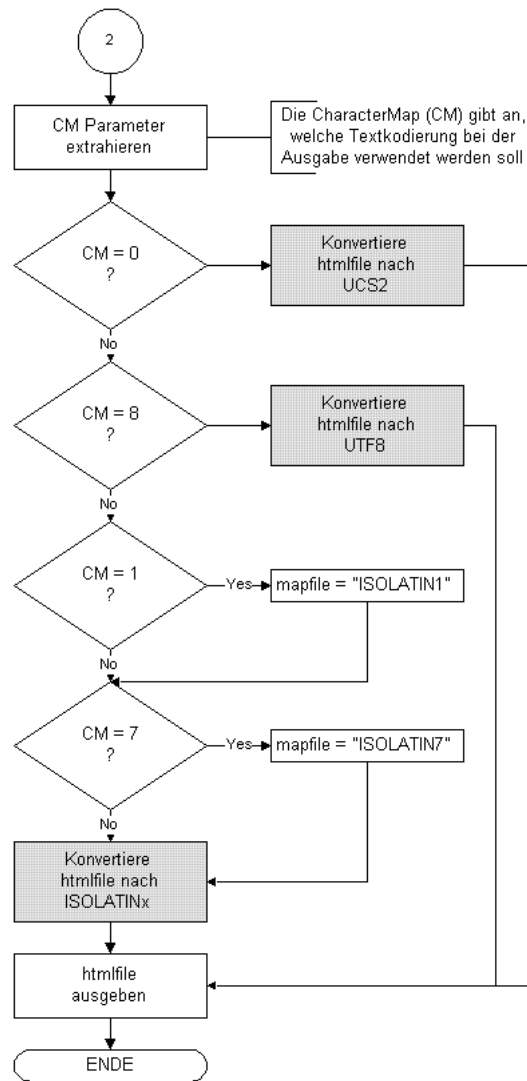 2
CM Parameter
extrahieren
Die CharacterMap (CM) gibt an,
welche Textkodierung bei der
Ausgabe verwendet werden soll
CM = 0
?
Konvertiere
htmlfile nach
UCS2
No
CM = 8
?
Konvertiere
htmlfile nach
UTF8
No
CM = 1
?
Yes
mapfile = "ISOLATIN1"
No
CM = 7
?
Yes
mapfile = "ISOLATIN7"
No
Konvertiere
htmlfile nach
ISOLATINx
htmlfile
ausgeben
ENDE